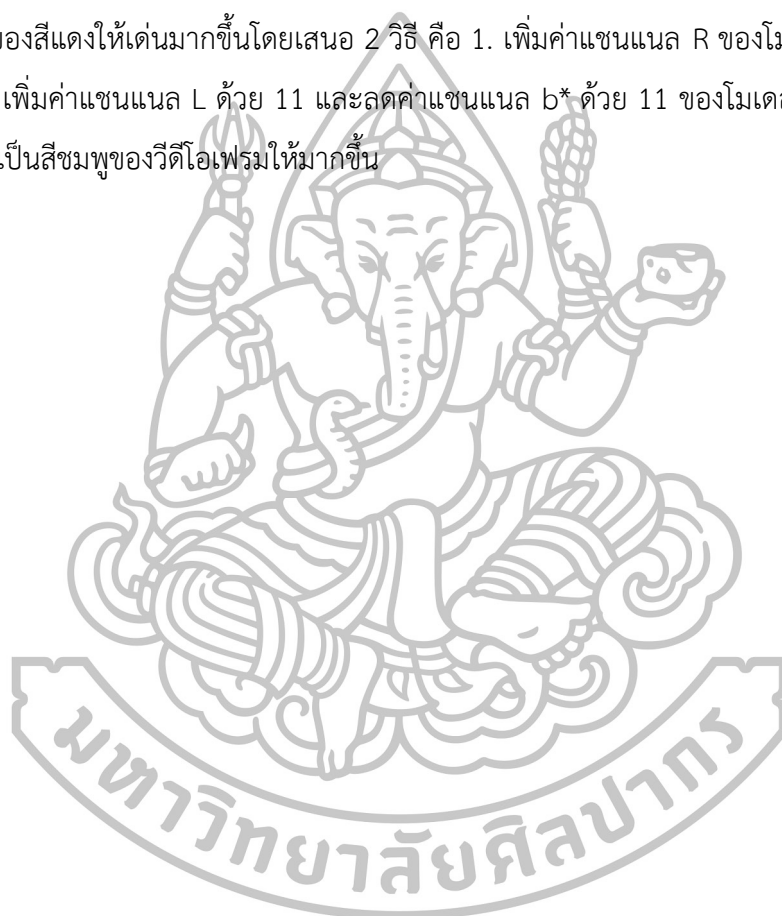 ของสีแดงให้เด่นมากขึ้นโดยเสนอ 2 วิธี คือ 1. เพิ่มค่าแชนแนล R ของโม
เพิ่มค่าแชนแนล L ด้วย 11 และลดค่าแชนแนล b* ด้วย 11 ของโมเดล
เป็นสีชมพูของวีดีโอเฟรมให้มากขึ้น
มหาวิทยาลัยศิลปากร